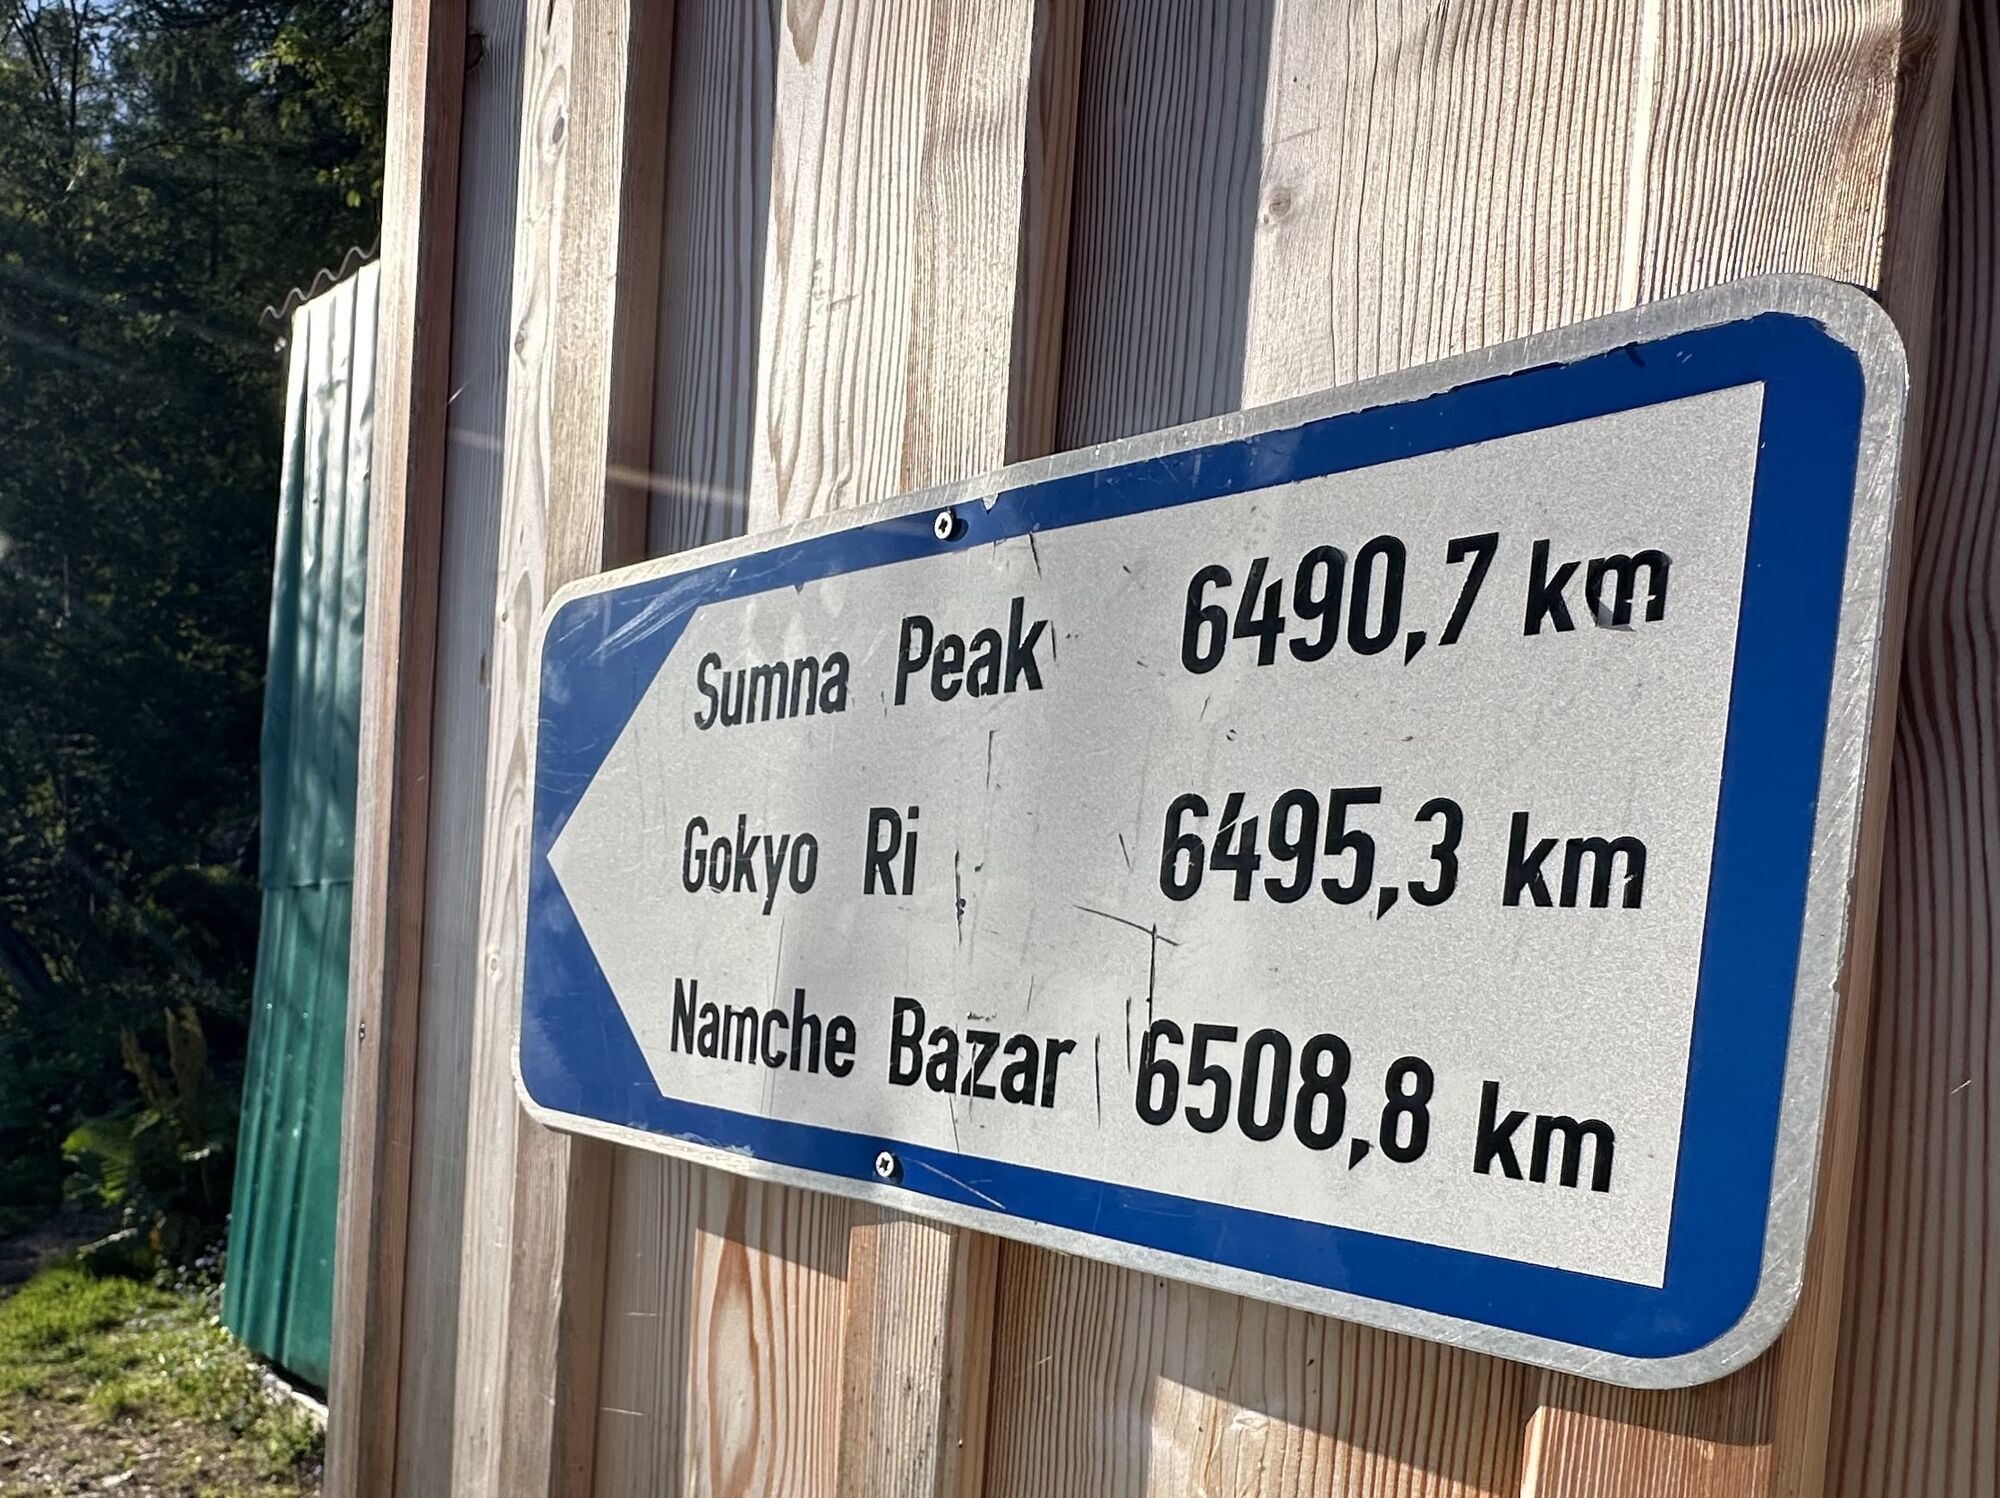 Sumna Peak 6490,7 km
Gokyo Ri 6495,3 km
Namche Bazar 6508,8 km